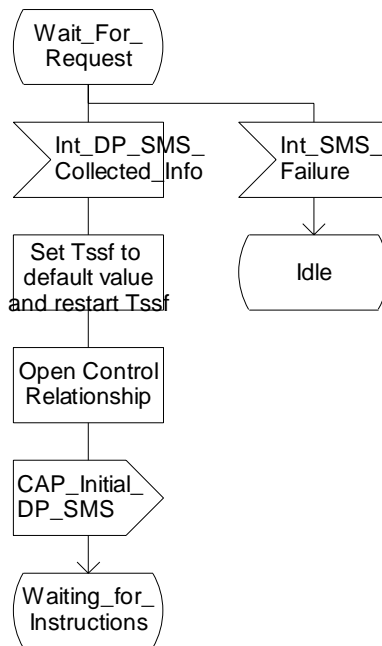 Wait_For_
Request
Int_DP_SMS_
Collected_Info
Int_SMS_
Failure
Set Tssf to
default value
and restart Tssf
Idle
Open Control
Relationship
CAP_Initial_
DP_SMS
Waiting_for_
Instructions